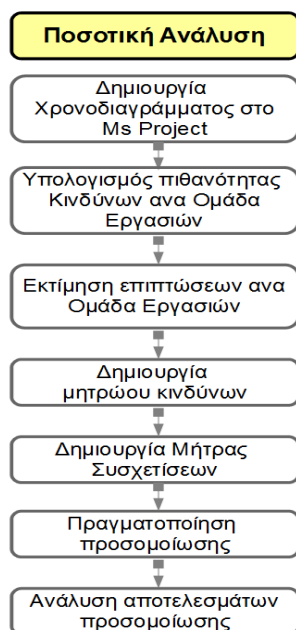 Ποσοτική Ανάλυση
Δημιουργία
Χρονοδιαγράμματος στο
Ms Project
Υπολογισμός πιθανότητας
Κινδύνων ανα Ομάδα
Εργασιών
Εκτίμηση επιπτώσεων ανα
Ομάδα Εργασιών
Δημιουργία
μητρώου κινδύνων
Δημιουργία Μήτρας
Συσχετίσεων
Πραγματοποίηση
προσομοίωσης
Ανάλυση αποτελεσμάτων
προσομοίωσης